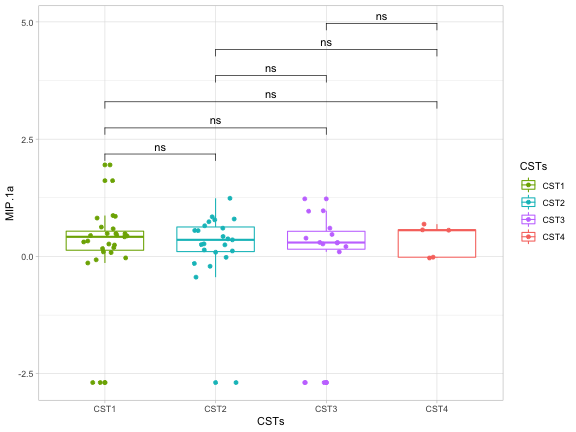 5.0
2.5
0.0
-2.5
MIP.1a
ns
ns
ns
ns
ns
ns
CST1
CST2
CST3
CST4
CSTs
CSTs
CST1
CST2
CST3
CST4